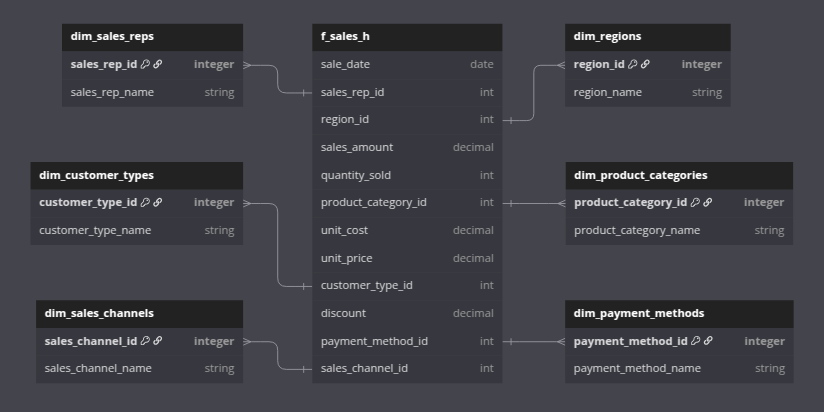 dim_sales_reps
sales_rep_id integer
sales_rep_name string
dim_customer_types
customer_type_id integer
customer_type_name string
dim_sales_channels
sales_channel_id integer
sales_channel_name string
f_sales_h
sale_date date
sales_rep_id int
region_id int
sales_amount decimal
quantity_sold int
product_category_id int
unit_cost decimal
unit_price decimal
customer_type_id int
discount decimal
payment_method_id int
sales_channel_id int
dim_regions
region_id integer
region_name string
dim_product_categories
product_category_id integer
product_category_name string
dim_payment_methods
payment_method_id integer
payment_method_name string